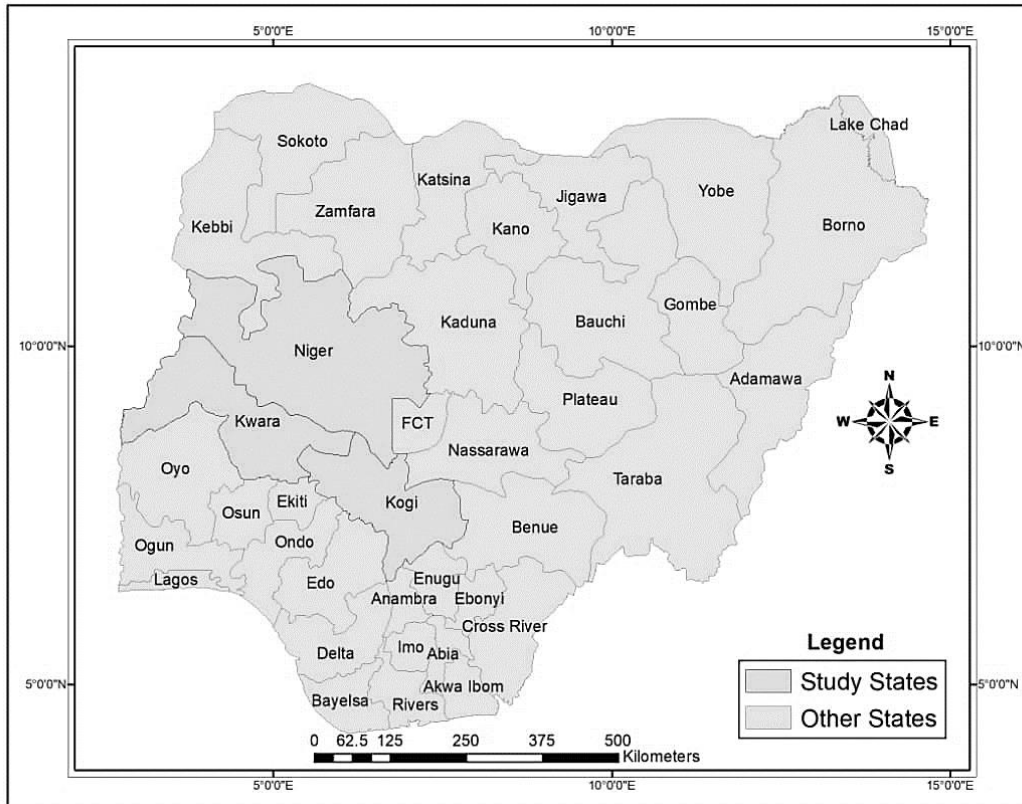 5°0'0"E 10°0'0"E 15°0'0"E
Lake Chad
Sokoto
Katsina
Jigawa
Yobe
Zamfara
Kano
Borno
Kebbi
Gombe
Kaduna
Bauchi
10°0'0"N 10°0'0"N
Niger
Adamawa
N
Plateau
FCT
Kwara
W E
Nassarawa
S
Oyo
Taraba
Kogi
Ekiti
Osun
Benue
Ogun
Ondo
Lagos
Edo
Enugu
Anambra
Ebonyi
Cross River
Imo
Delta
Abia
Legend
5°0'0"N 5°0'0"N
Study States
Akwa Ibom
Bayelsa
Rivers
Other States
0 62.5 125 250 375 500
Kilometers
5°0'0"E 10°0'0"E 15°0'0"E